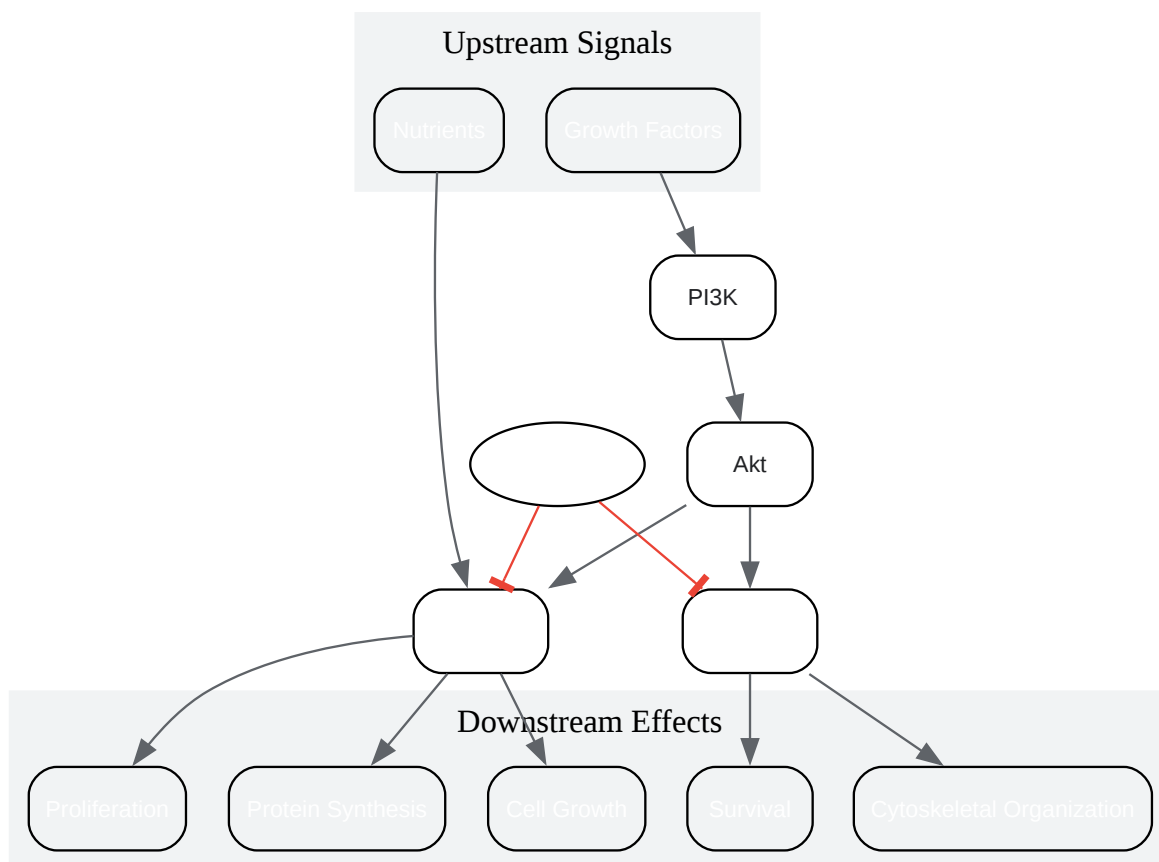 Upstream Signals
Nutrients
Growth Factors
PI3K
Akt
Downstream Effects
Proliferation
Protein Synthesis
Cell Growth
Survival
Cytoskeletal Organization